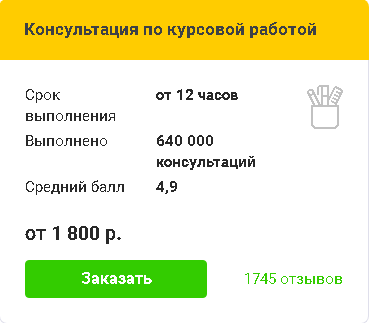 Консультация по курсовой работой
Срок от 12 часов
выполнения
Выполнено 640 000
консультаций
Средний балл 4,9
от 1 800 р.
Заказать 1745 отзывов